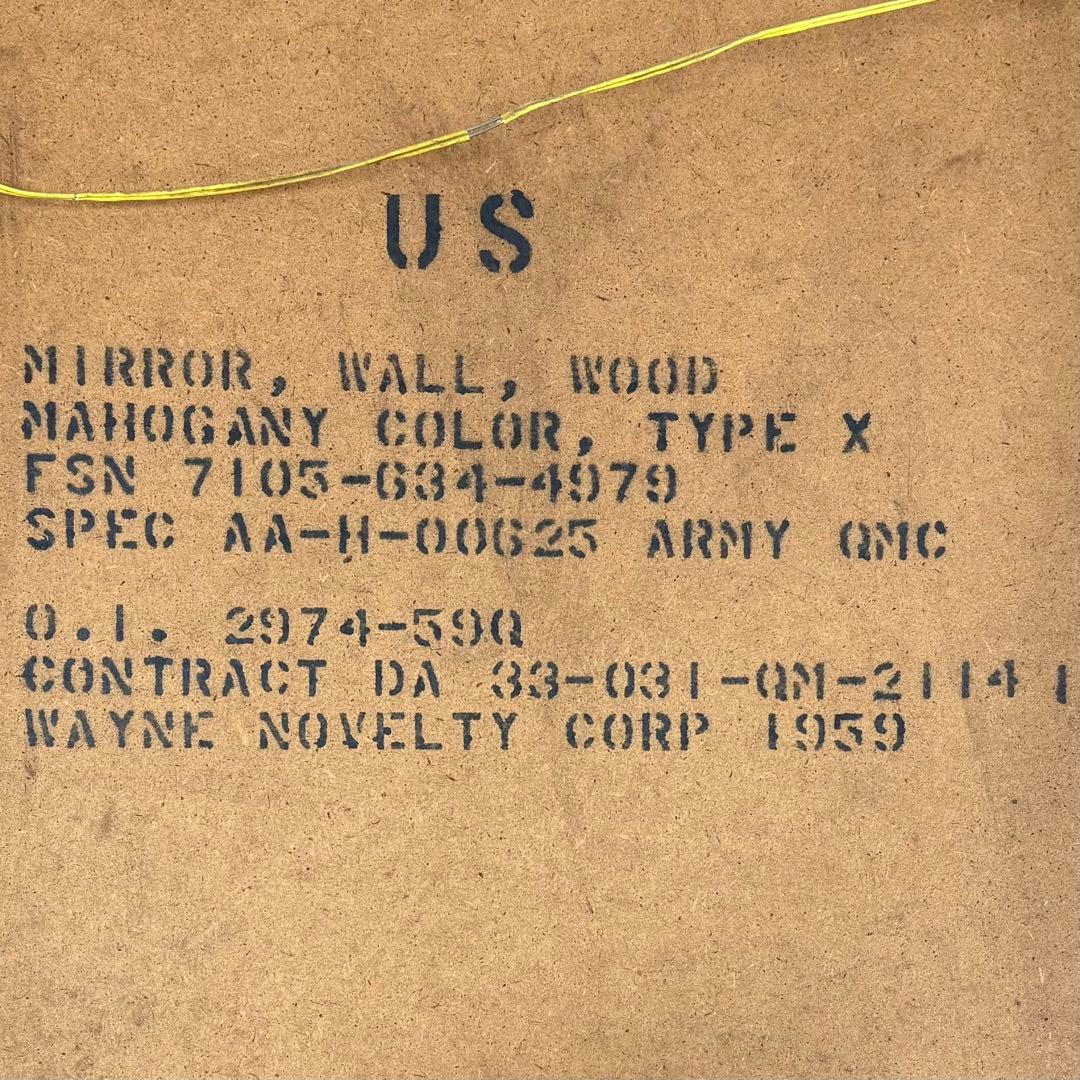 US
MIRROR, WALL, WOOD
MAHOGANY COLOR, TYPE X
FSN 7105-634-4979
SPEC AA-H-00625 ARMY QMC
O.I. 2974-59Q
CONTRACT DA 33-031-QM-21141
WAYNE NOVELTY CORP 1959